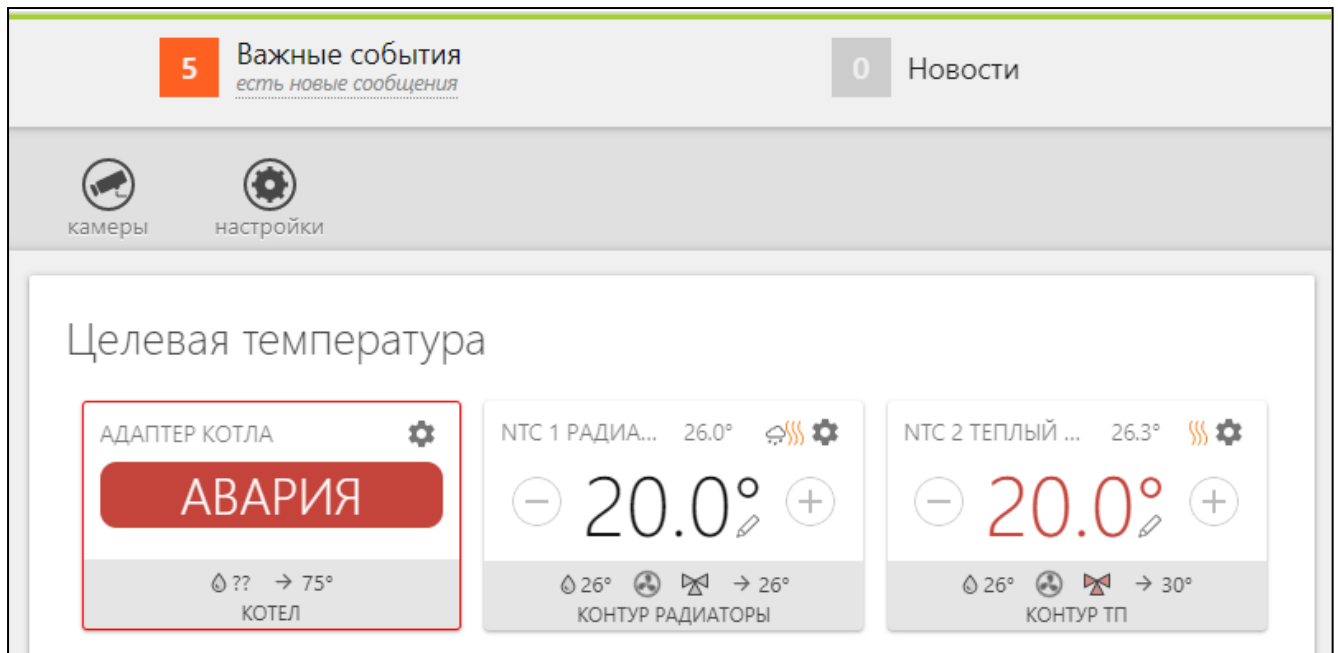 5 Важные события
есть новые сообщения
0 Новости
камеры настройки
Целевая температура
АДАПТЕР КОТЛА
АВАРИЯ
?? → 75°
КОТЕЛ
NTC 1 РАДИА... 26.0°
− 20.0° +
26° → 26°
КОНТУР РАДИАТОРЫ
NTC 2 ТЕПЛЫЙ ... 26.3°
− 20.0° +
26° → 30°
КОНТУР ТП